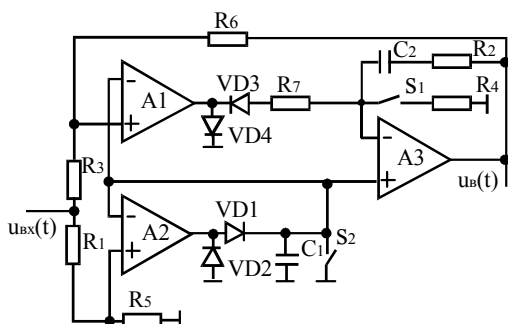 R6
C2
R2
VD3
R7
S1
R4
A1
VD4
A3
R3
uв(t)
uвх(t)
R1
A2
VD1
VD2
C1
S2
R5
- + - + - +